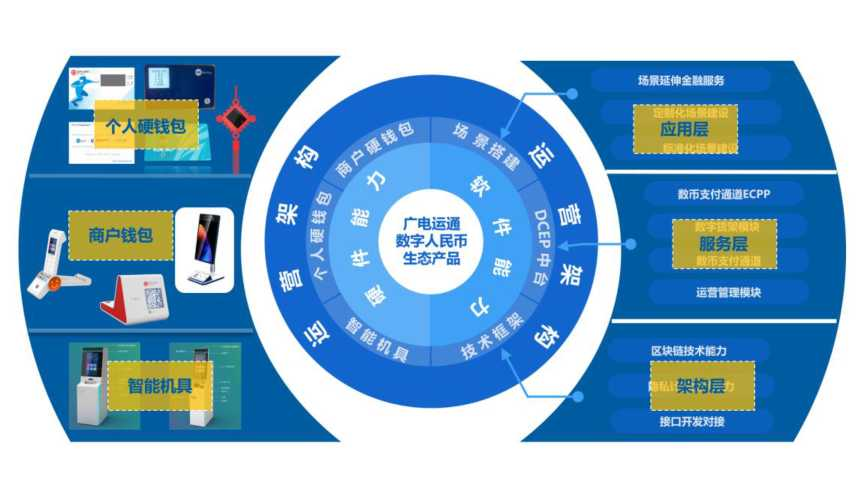 个人硬钱包
商户钱包
智能机具
运营架构
商户硬钱包
个人硬钱包
智能机具
硬件能力
广电运通
数字人民币
生态产品
运营架构
场景搭建
DCEP中台
技术框架
软件能力
场景延伸金融服务
定制化场景建设
应用层
标准化场景建设
数币支付通道ECPP
数字货架模块
服务层
数币支付通道
运营管理模块
区块链技术能力
架构层
接口开发对接